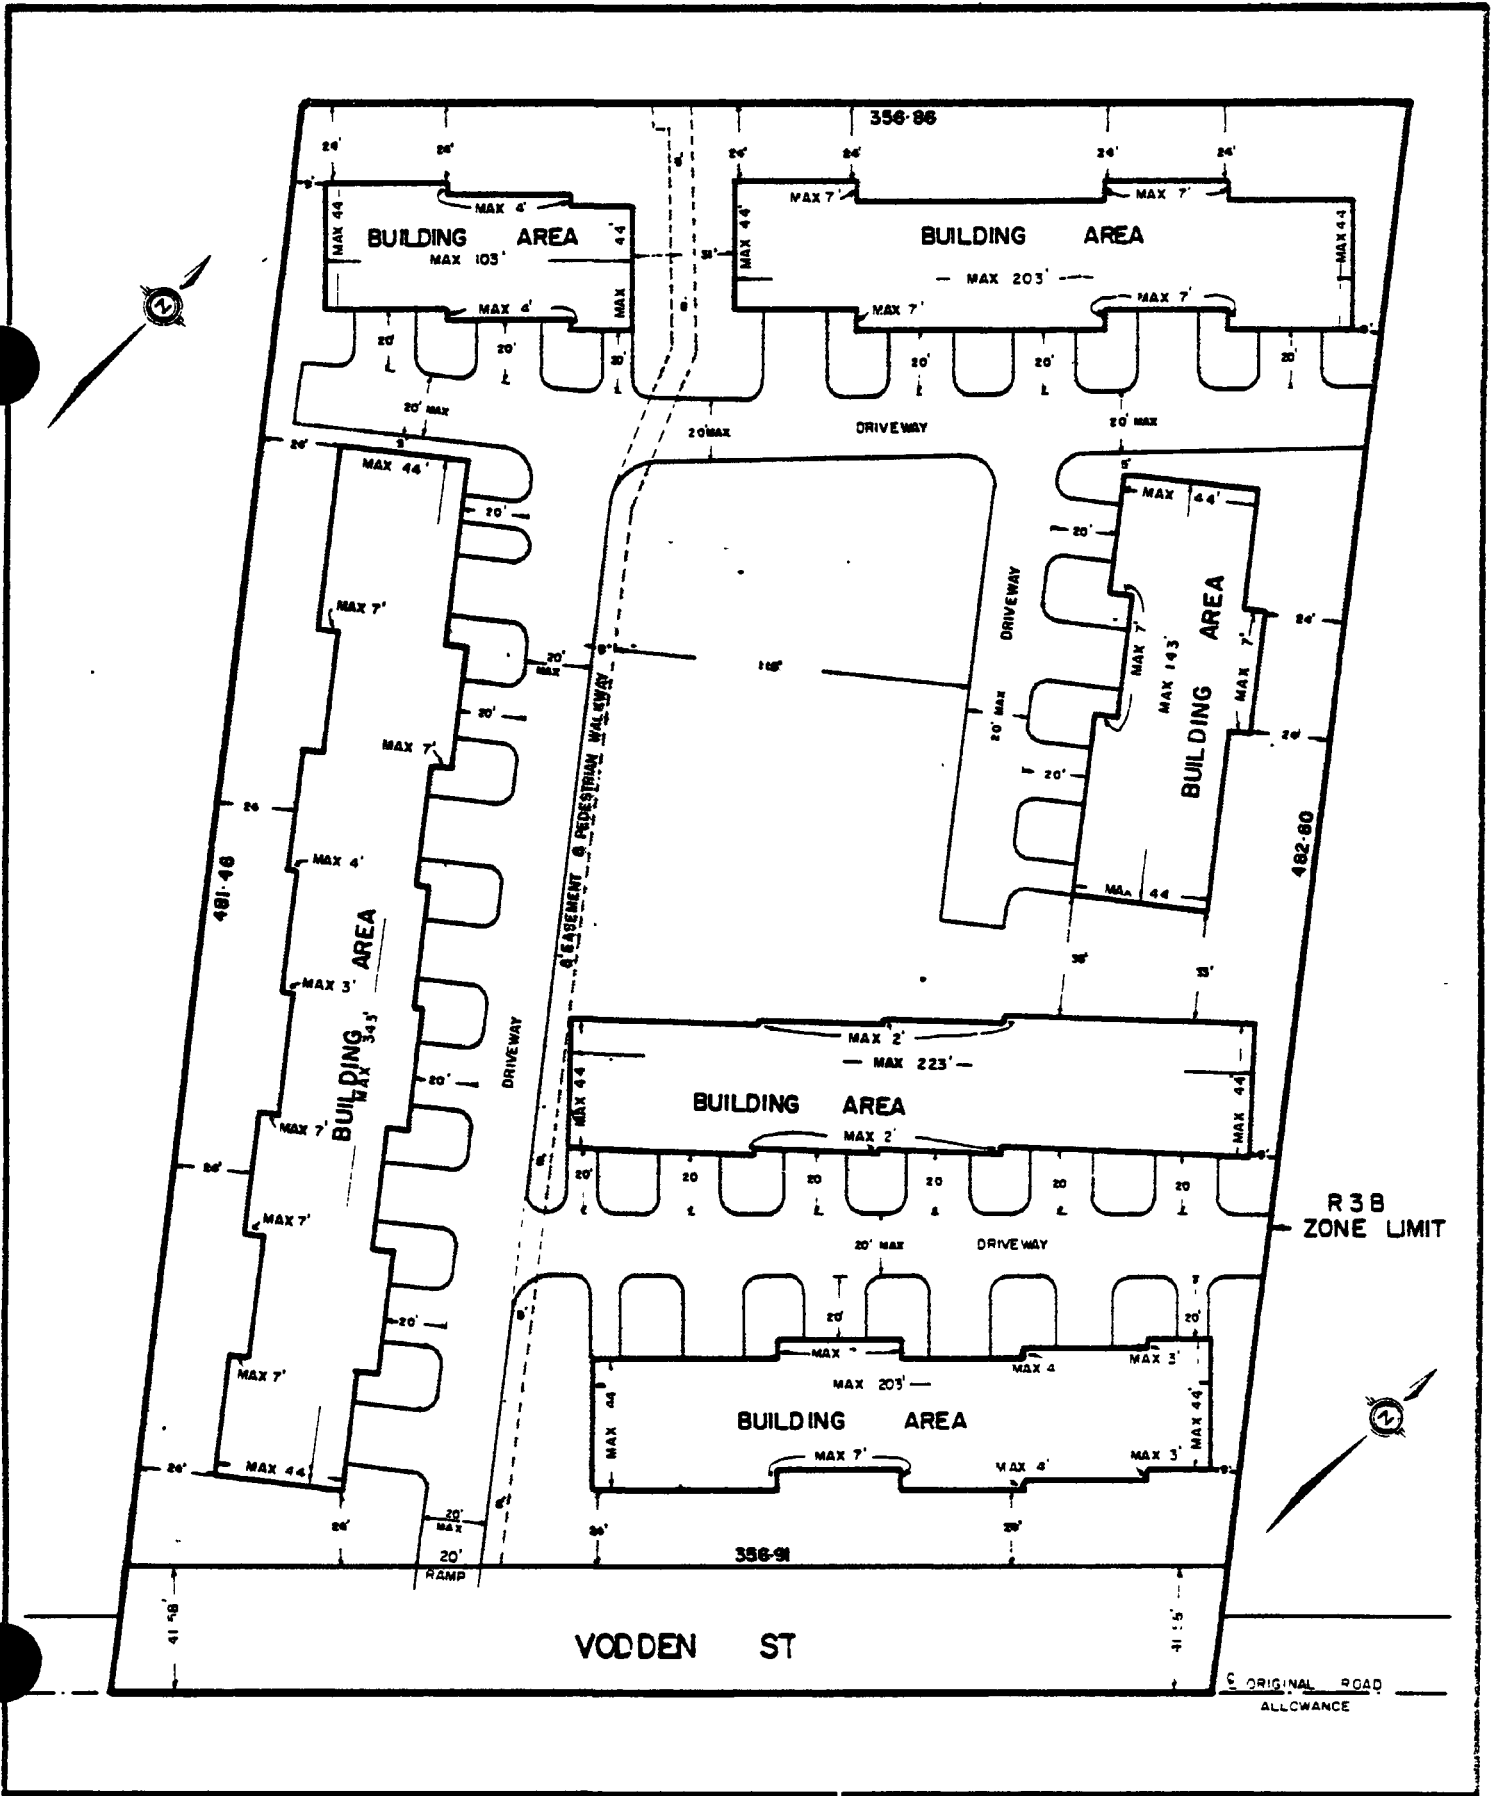 356·86
24'
24'
24'
24'
24'
9'
MAX 4'
MAX 7'
MAX 7'
MAX 44
44'
MAX
MAX 44'
MAX 44
BUILDING AREA
BUILDING AREA
MAX 103'
31'
MAX 203'
MAX 4'
MAX 7'
MAX 7'
20'
20'
20'
20'
20'
20'
20' MAX
20'MAX
DRIVEWAY
20' MAX
MAX 44'
20'
MAX 44'
20'
MAX 7'
20'
MAX
DRIVEWAY
BUILDING AREA
MAX 143'
MAX 7'
MAX 7'
24'
24'
20' MAX
20'
20'
MAX 7'
MAX 4'
MAX 3'
481·46
482·80
MAX 44
BUILDING AREA
MAX 343'
6' EASEMENT & PEDESTRIAN WALKWAY
DRIVEWAY
20'
MAX 2'
MAX 223'
BUILDING AREA
MAX 2'
MAX 44
MAX 44'
MAX 7'
MAX 7'
MAX 7'
20'
20
20
20
20
20
20' MAX
DRIVEWAY
R3B
ZONE LIMIT
20'
20'
20'
MAX 4
MAX 203'
BUILDING AREA
MAX 44
MAX 44'
MAX 7'
MAX 4'
MAX 3'
9'
MAX 44'
20'
MAX
20'
RAMP
356·91
41·58'
VODDEN ST
℄ ORIGINAL ROAD
ALLOWANCE
N
N